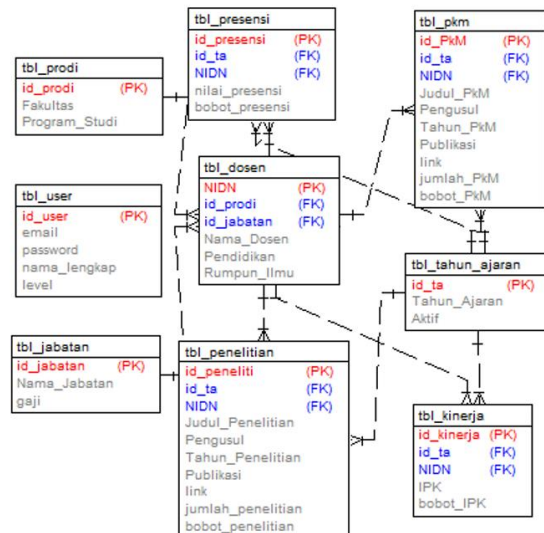 tbl_presensi
id_presensi (PK)
id_ta (FK)
NIDN (FK)
nilai_presensi
bobot_presensi
tbl_pkm
id_PkM (PK)
id_ta (FK)
NIDN (FK)
Judul_PkM
Pengusul
Tahun_PkM
Publikasi
link
jumlah_PkM
bobot_PkM
tbl_prodi
id_prodi (PK)
Fakultas
Program_Studi
tbl_dosen
NIDN (PK)
id_prodi (FK)
id_jabatan (FK)
Nama_Dosen
Pendidikan
Rumpun_Ilmu
tbl_user
id_user (PK)
email
password
nama_lengkap
level
tbl_tahun_ajaran
id_ta (PK)
Tahun_Ajaran
Aktif
tbl_jabatan
id_jabatan (PK)
Nama_Jabatan
gaji
tbl_penelitian
id_peneliti (PK)
id_ta (FK)
NIDN (FK)
Judul_Penelitian
Pengusul
Tahun_Penelitian
Publikasi
link
jumlah_penelitian
bobot_penelitian
tbl_kinerja
id_kinerja (PK)
id_ta (FK)
NIDN (FK)
IPK
bobot_IPK